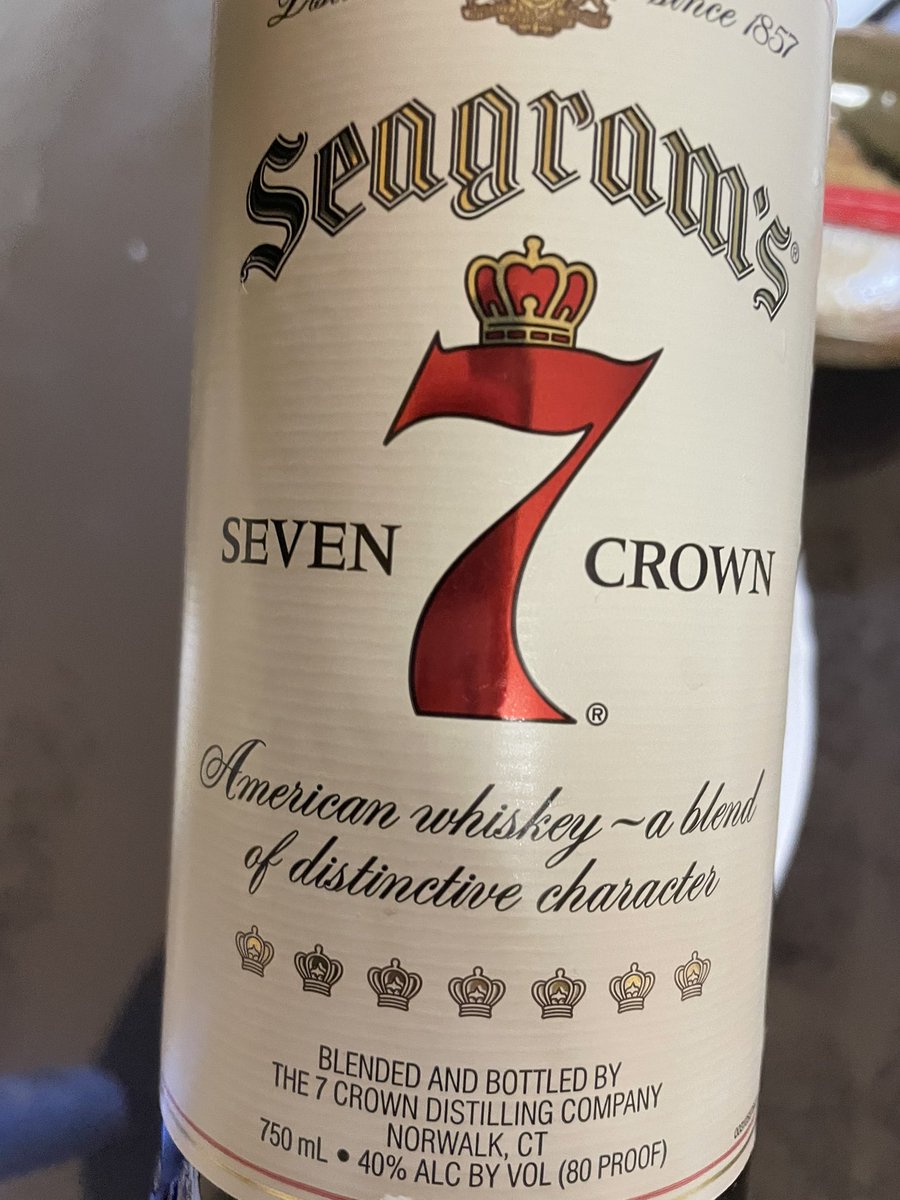 since 1857
Seagram's®
7
SEVEN CROWN
®
American whiskey ~ a blend
of distinctive character
BLENDED AND BOTTLED BY
THE 7 CROWN DISTILLING COMPANY
NORWALK, CT
750 mL • 40% ALC BY VOL (80 PROOF)